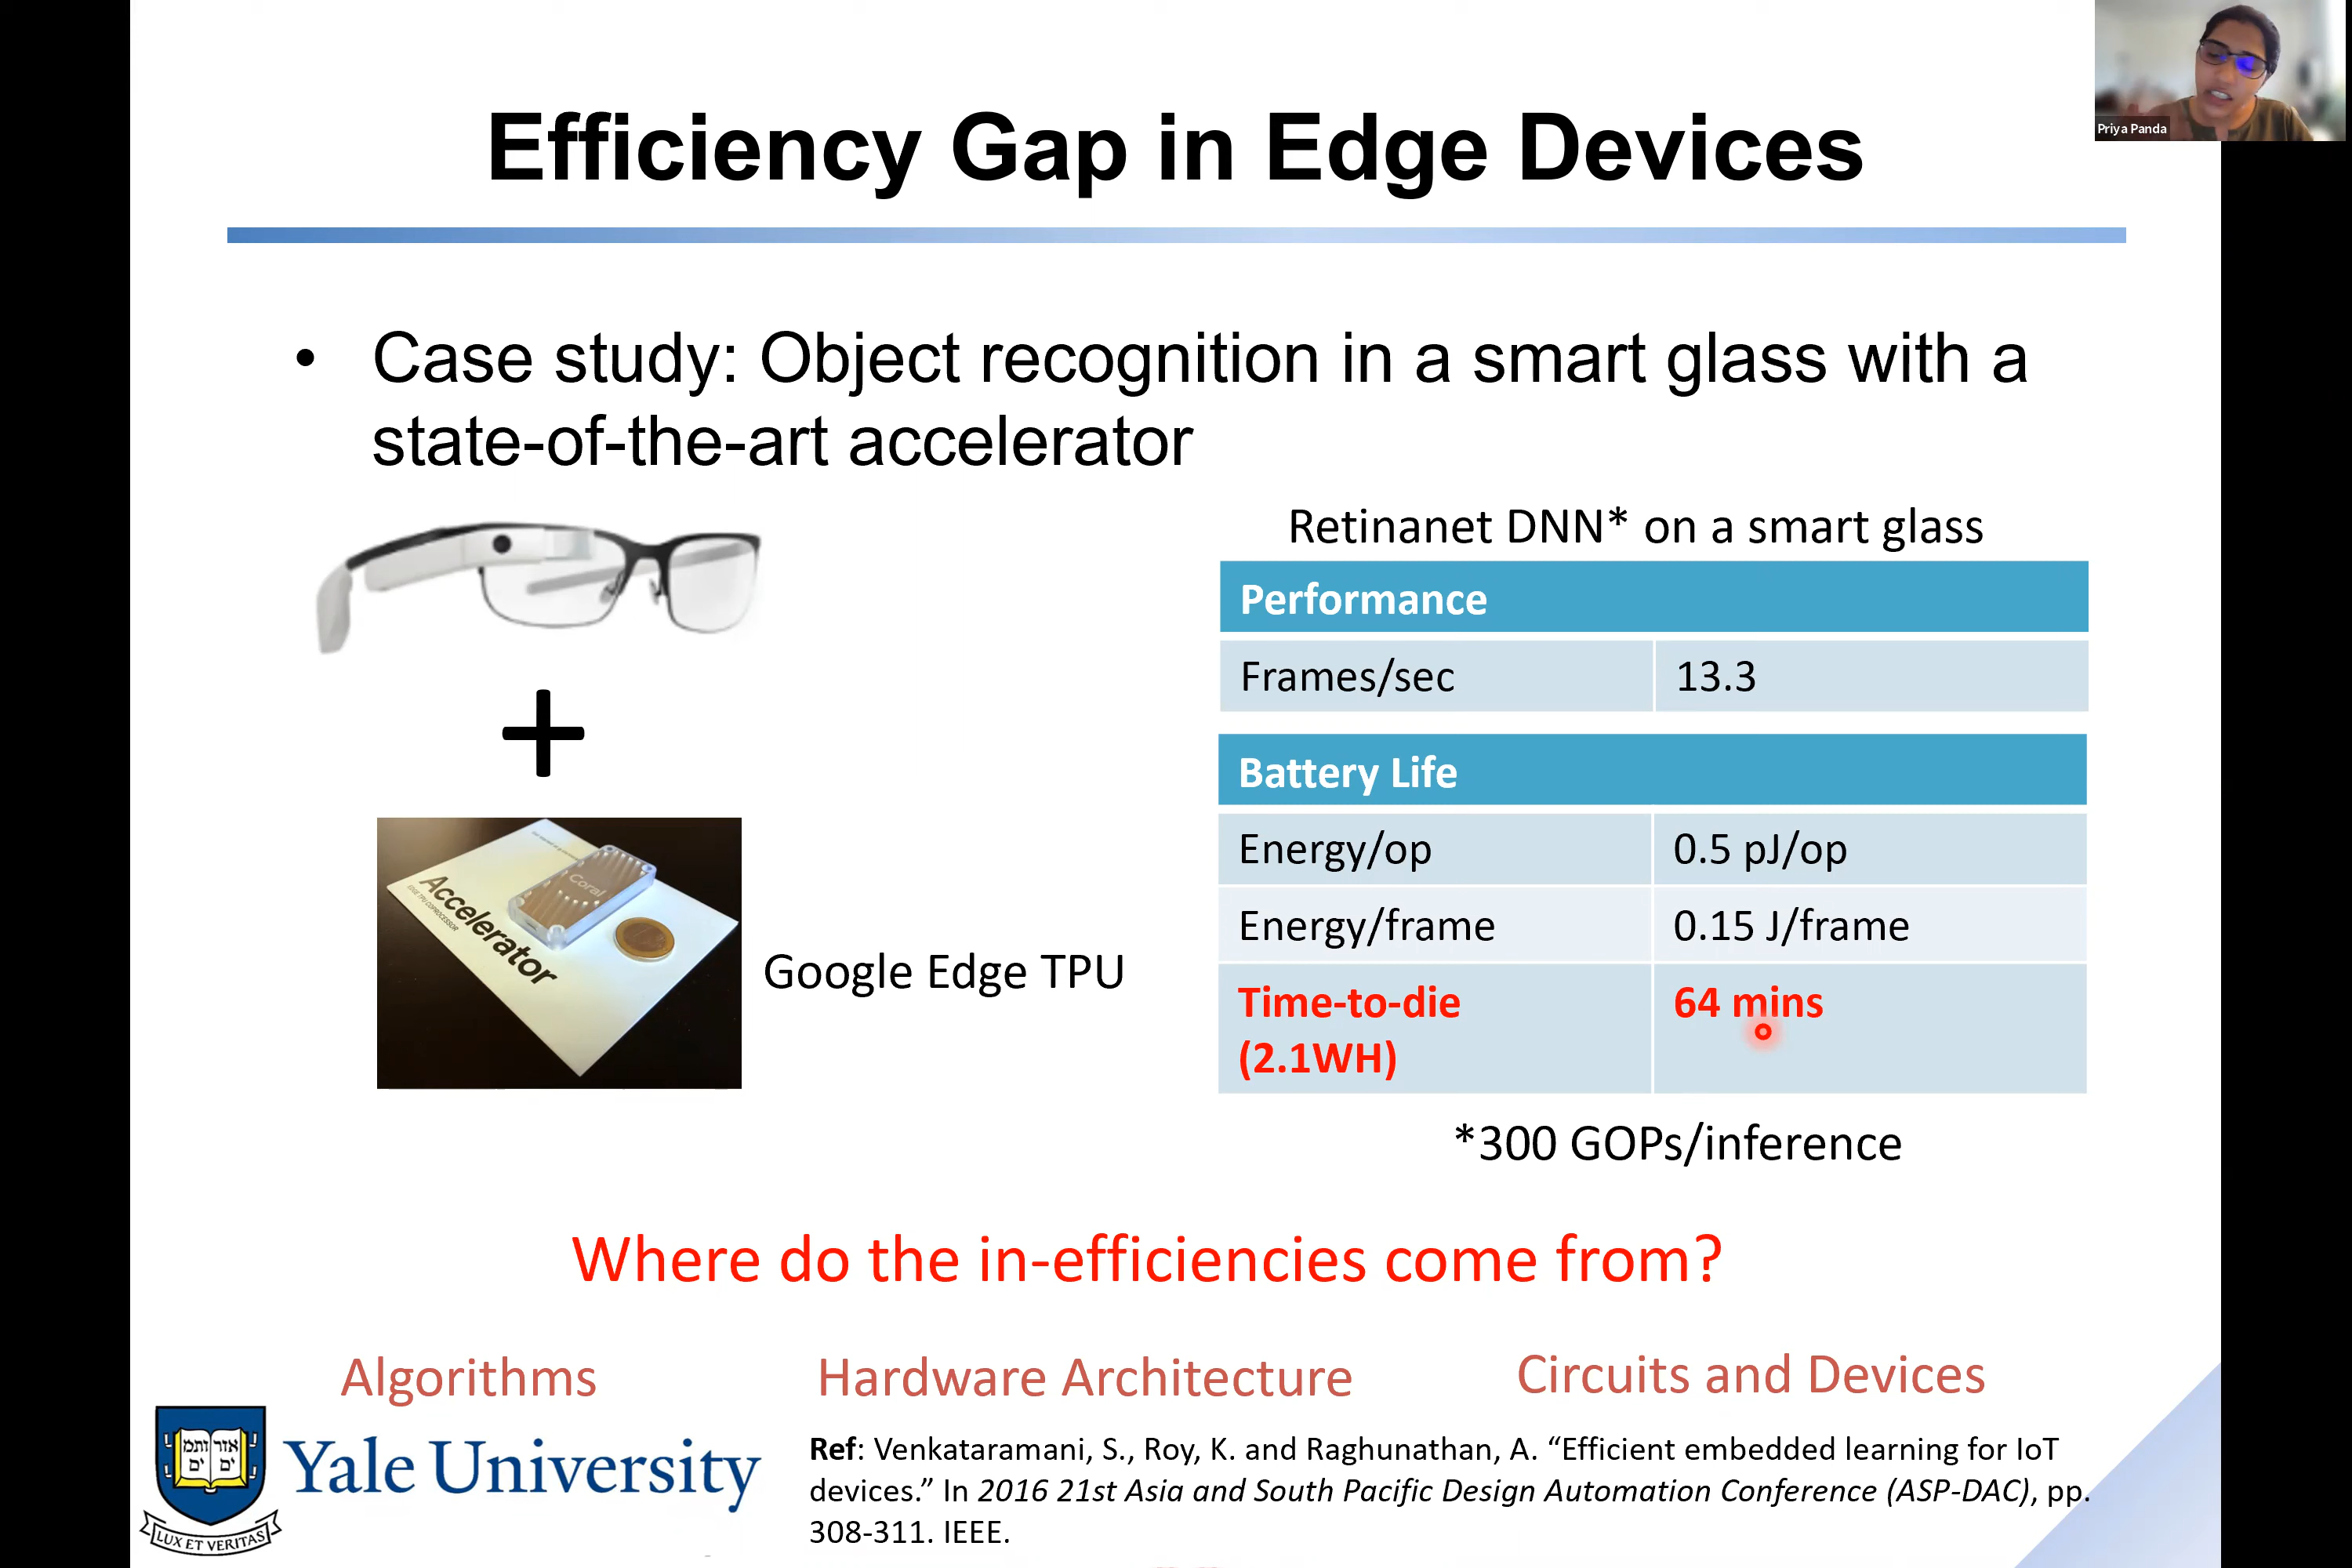 Efficiency Gap in Edge Devices
Priya Panda
• Case study: Object recognition in a smart glass with a
state-of-the-art accelerator
Retinanet DNN* on a smart glass
Performance
Frames/sec 13.3
Battery Life
Energy/op 0.5 pJ/op
Energy/frame 0.15 J/frame
Time-to-die 64 mins
(2.1WH)
*300 GOPs/inference
+
Coral
Accelerator
Google Edge TPU
Where do the in-efficiencies come from?
Algorithms
Hardware Architecture
Circuits and Devices
LUX ET VERITAS
Yale University
Ref: Venkataramani, S., Roy, K. and Raghunathan, A. “Efficient embedded learning for IoT
devices.” In 2016 21st Asia and South Pacific Design Automation Conference (ASP-DAC), pp.
308-311. IEEE.